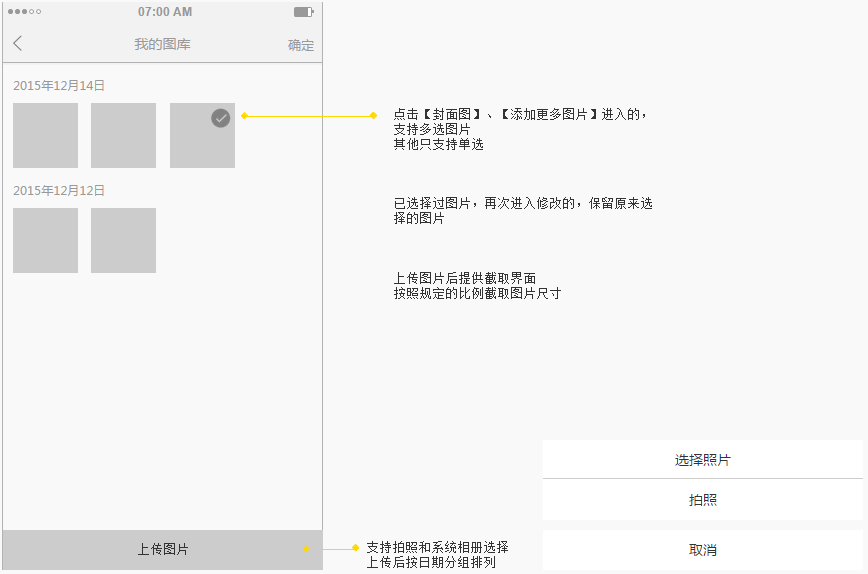 07:00 AM
我的图库
确定
2015年12月14日
点击【封面图】、【添加更多图片】进入的，
支持多选图片
其他只支持单选
2015年12月12日
已选择过图片，再次进入修改的，保留原来选
择的图片
上传图片后提供截取界面
按照规定的比例截取图片尺寸
选择照片
拍照
上传图片
支持拍照和系统相册选择
上传后按日期分组排列
取消